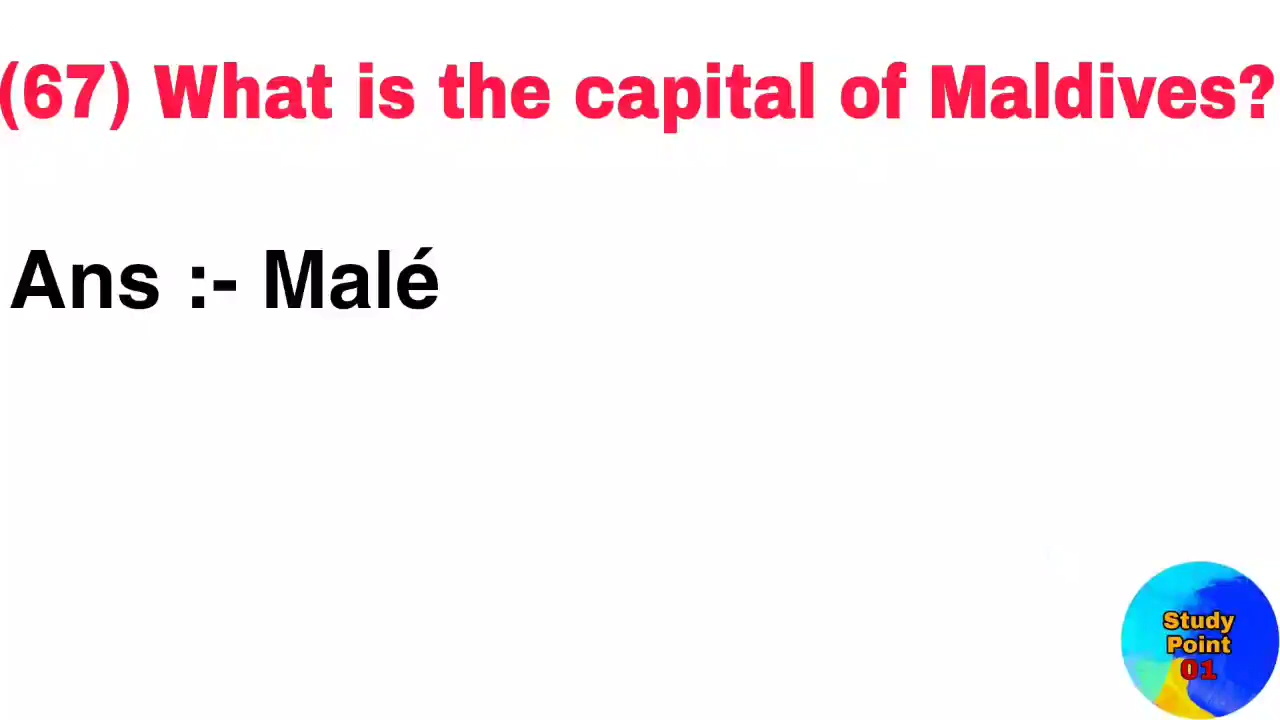 (67) What is the capital of Maldives?
Ans :- Malé
Study
Point
01